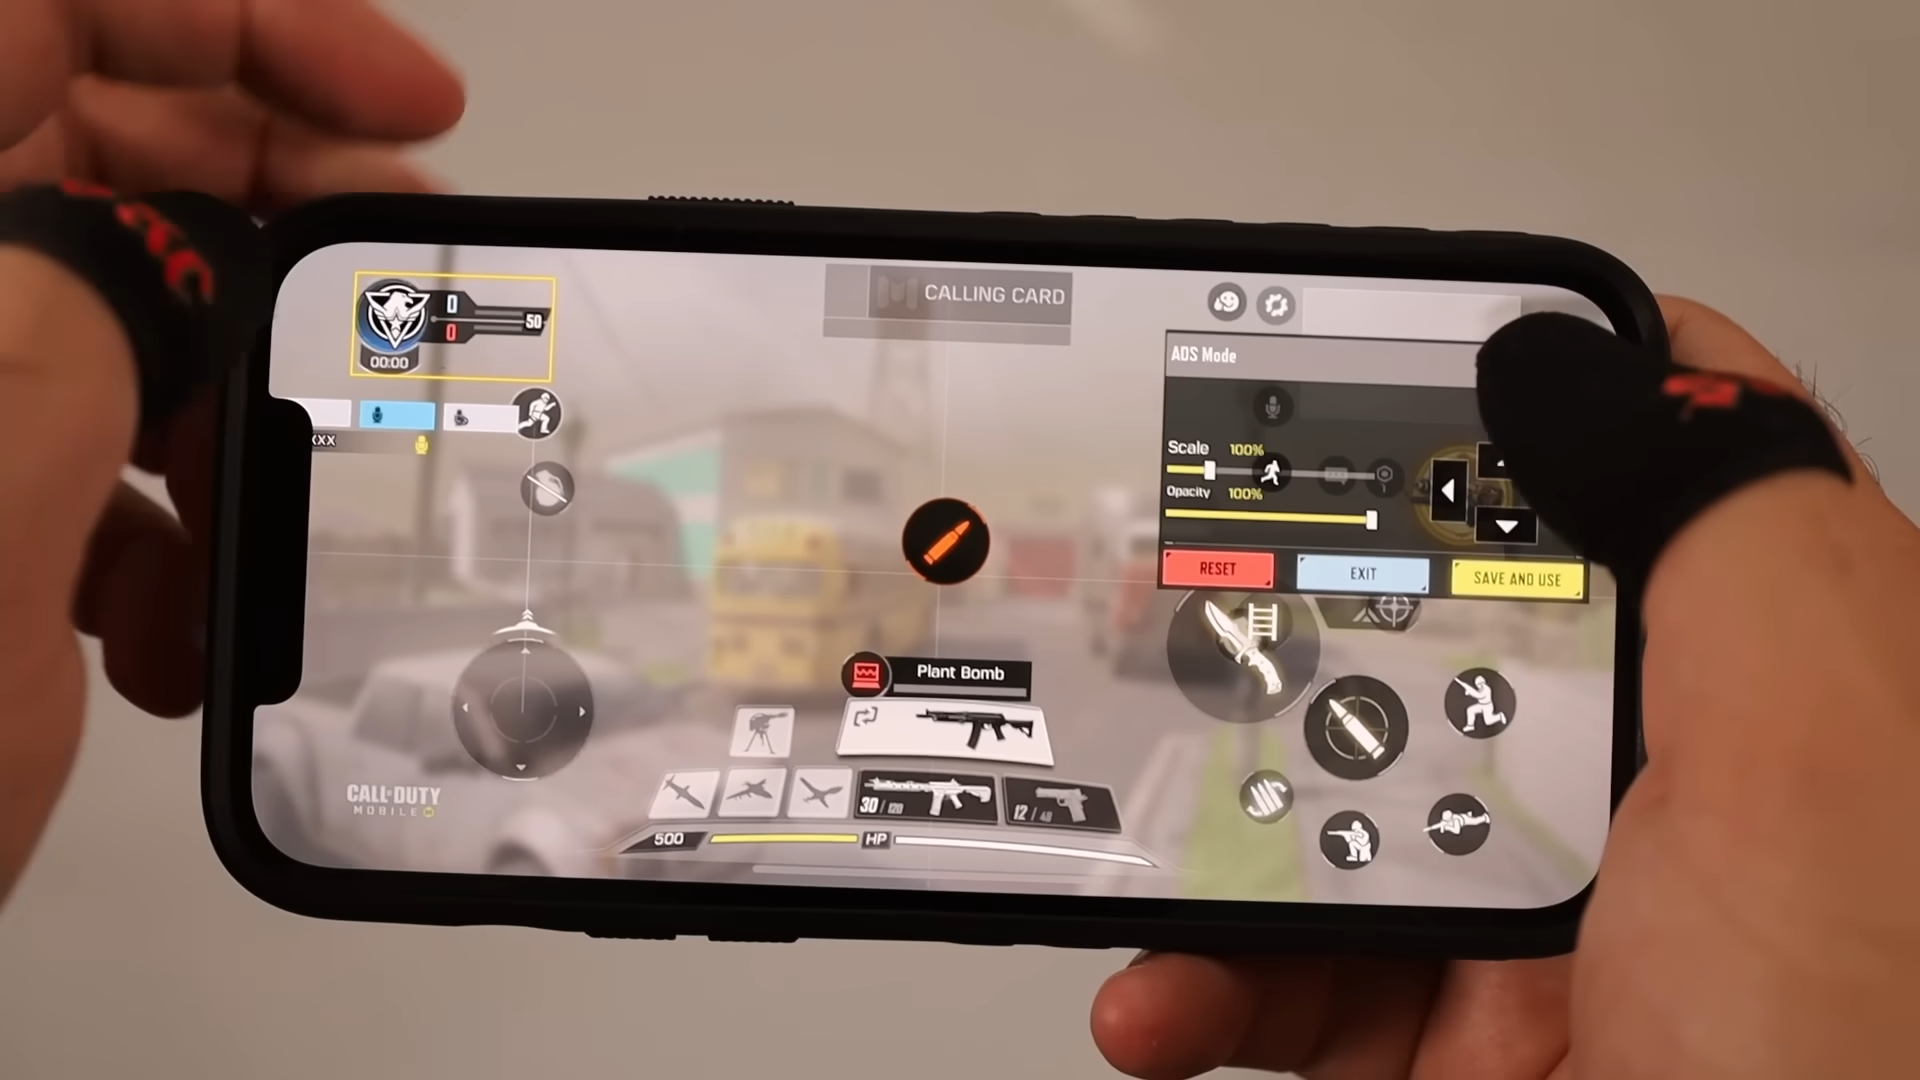 0
0
50
00:00
XXX
CALLING CARD
ADS Mode
Scale 100%
Opacity 100%
RESET
EXIT
SAVE AND USE
Plant Bomb
30 / 120
12 / 48
500
HP
CALL OF DUTY
MOBILE